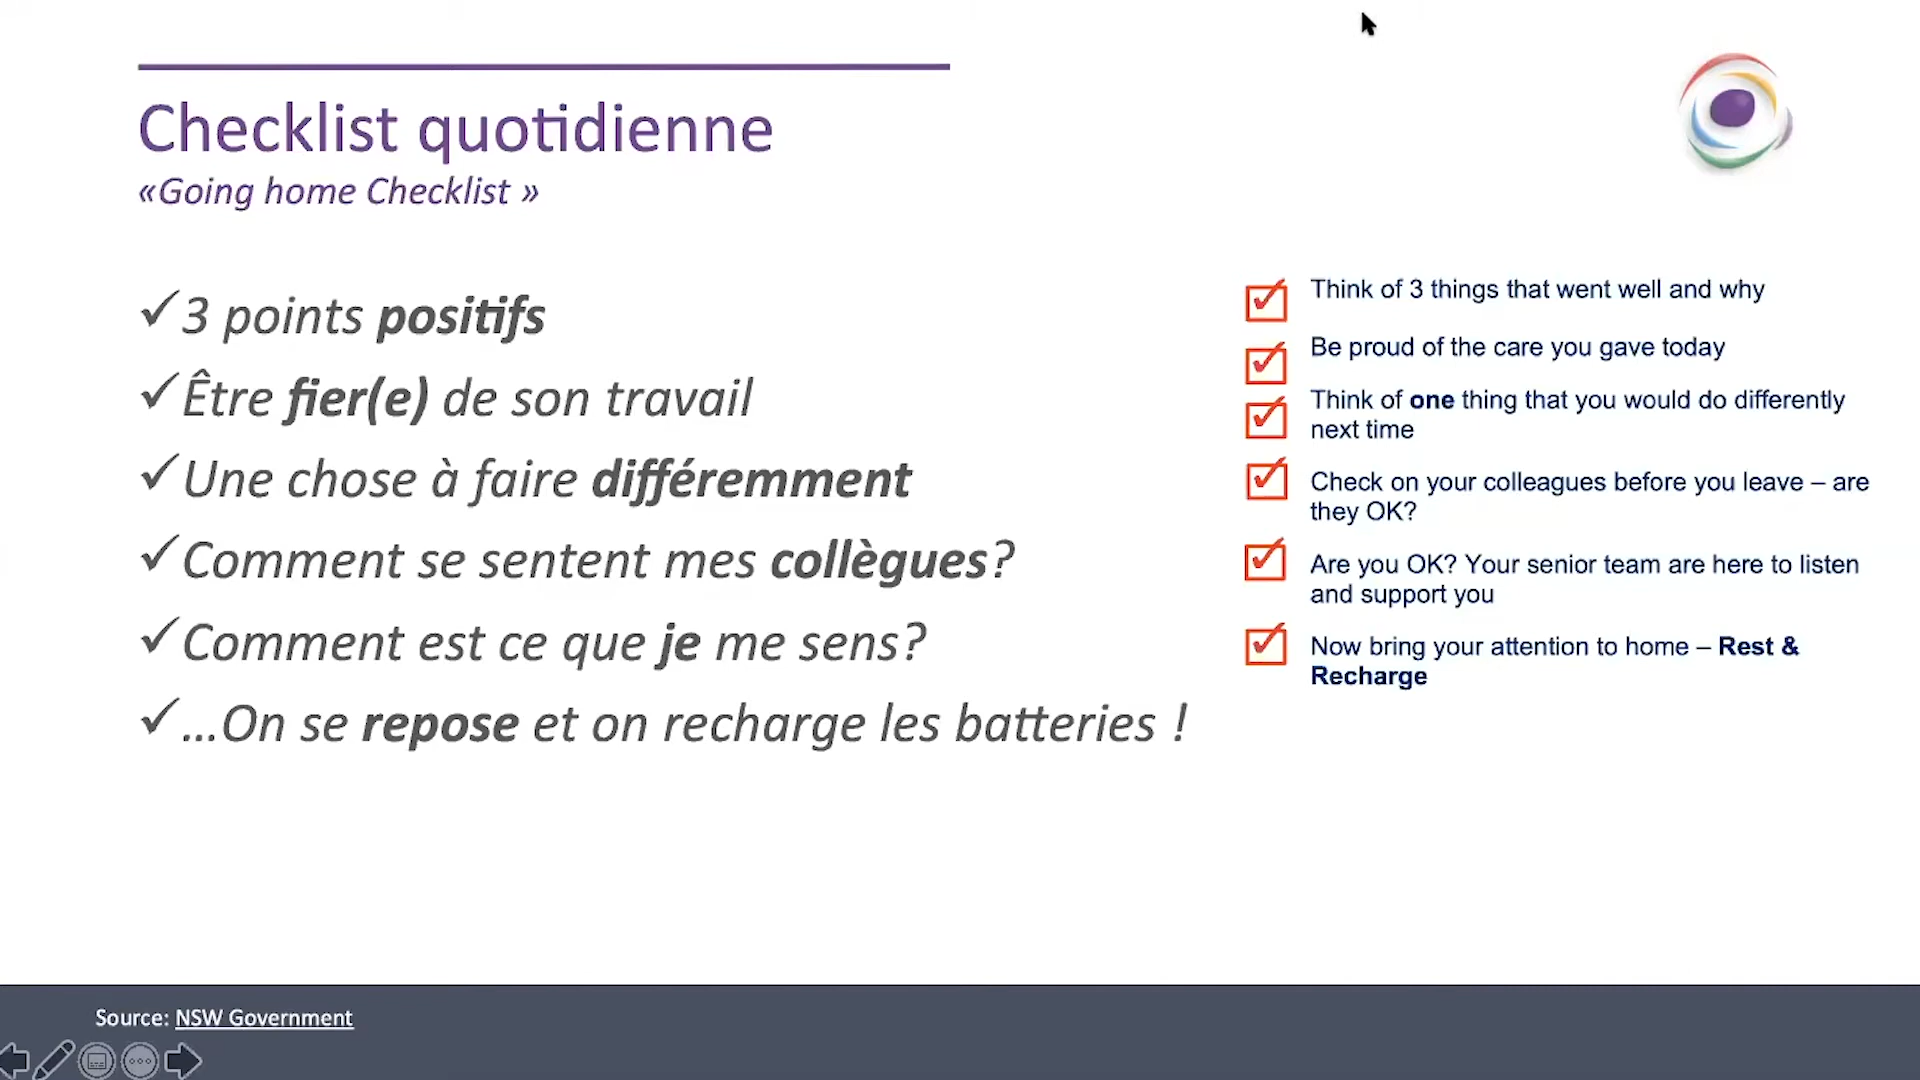 Checklist quotidienne
«Going home Checklist »
✓3 points positifs
✓Être fier(e) de son travail
✓Une chose à faire différemment
✓Comment se sentent mes collègues?
✓Comment est ce que je me sens?
✓...On se repose et on recharge les batteries !
Think of 3 things that went well and why
Be proud of the care you gave today
Think of one thing that you would do differently
next time
Check on your colleagues before you leave – are
they OK?
Are you OK? Your senior team are here to listen
and support you
Now bring your attention to home – Rest &
Recharge
Source: NSW Government